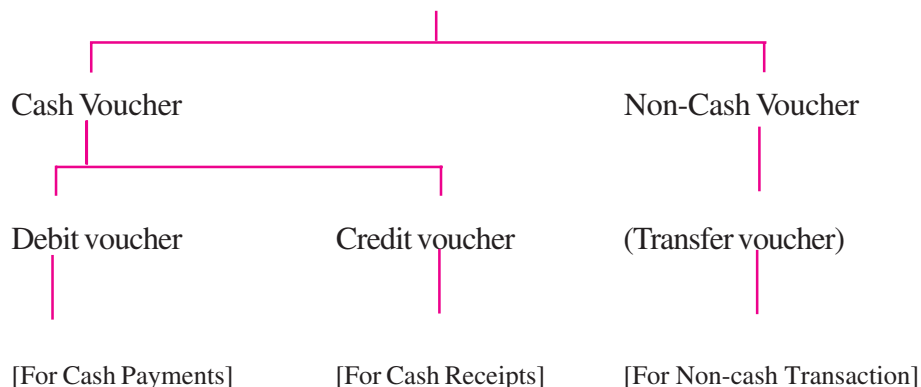 Cash Voucher Non-Cash Voucher
Debit voucher Credit voucher (Transfer voucher)
[For Cash Payments] [For Cash Receipts] [For Non-cash Transaction]